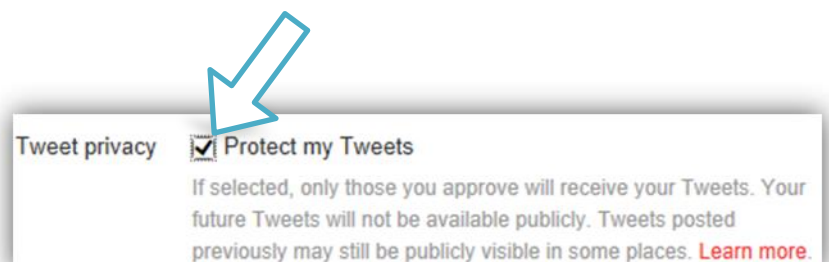 Tweet privacy Protect my Tweets
If selected, only those you approve will receive your Tweets. Your
future Tweets will not be available publicly. Tweets posted
previously may still be publicly visible in some places. Learn more.